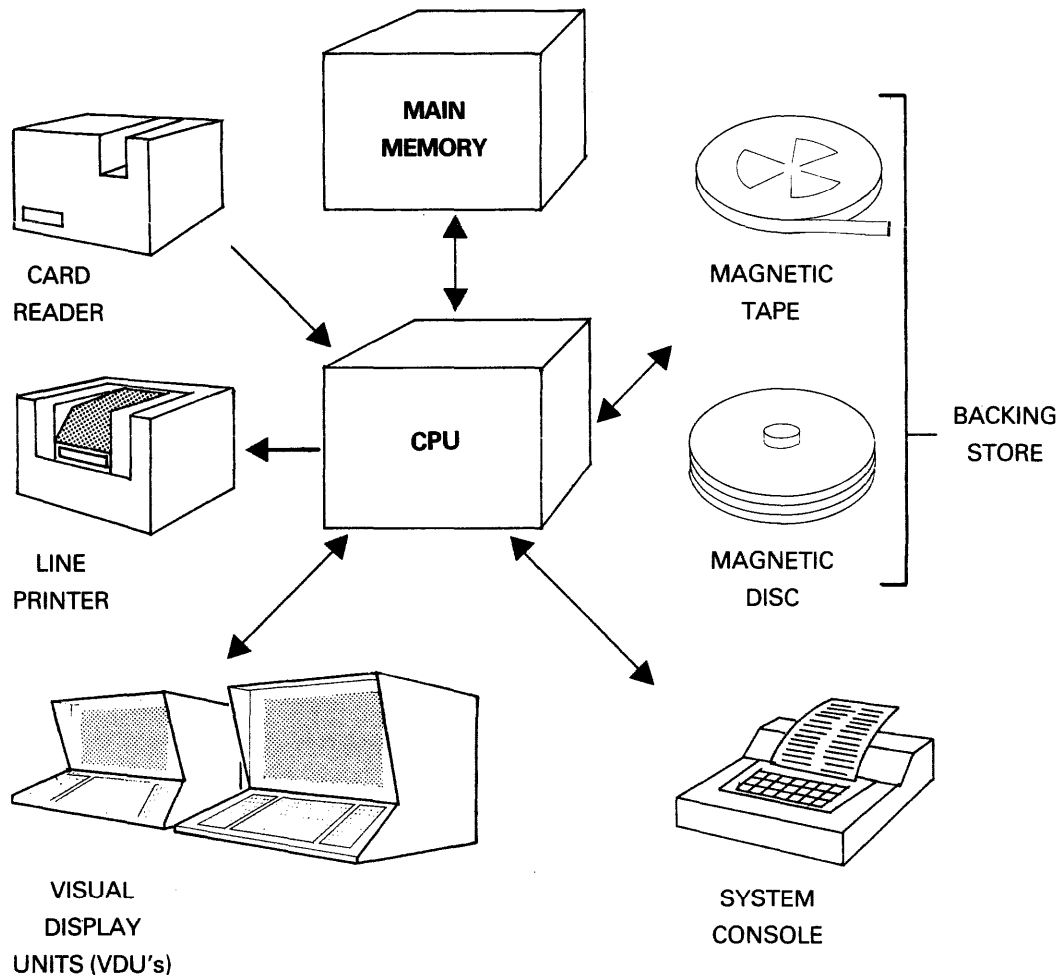 MAIN
MEMORY
CARD
READER
MAGNETIC
TAPE
CPU
BACKING
STORE
LINE
PRINTER
MAGNETIC
DISC
VISUAL
DISPLAY
UNITS (VDU's)
SYSTEM
CONSOLE